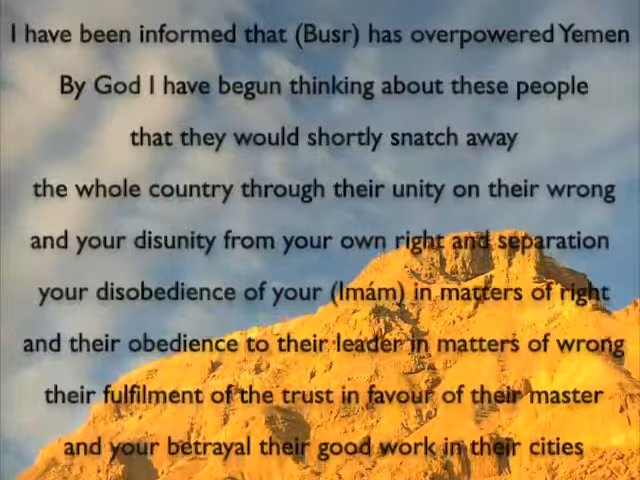 I have been informed that (Busr) has overpowered Yemen
By God I have begun thinking about these people
that they would shortly snatch away
the whole country through their unity on their wrong
and your disunity from your own right and separation
your disobedience of your (Imám) in matters of right
and their obedience to their leader in matters of wrong
their fulfilment of the trust in favour of their master
and your betrayal their good work in their cities